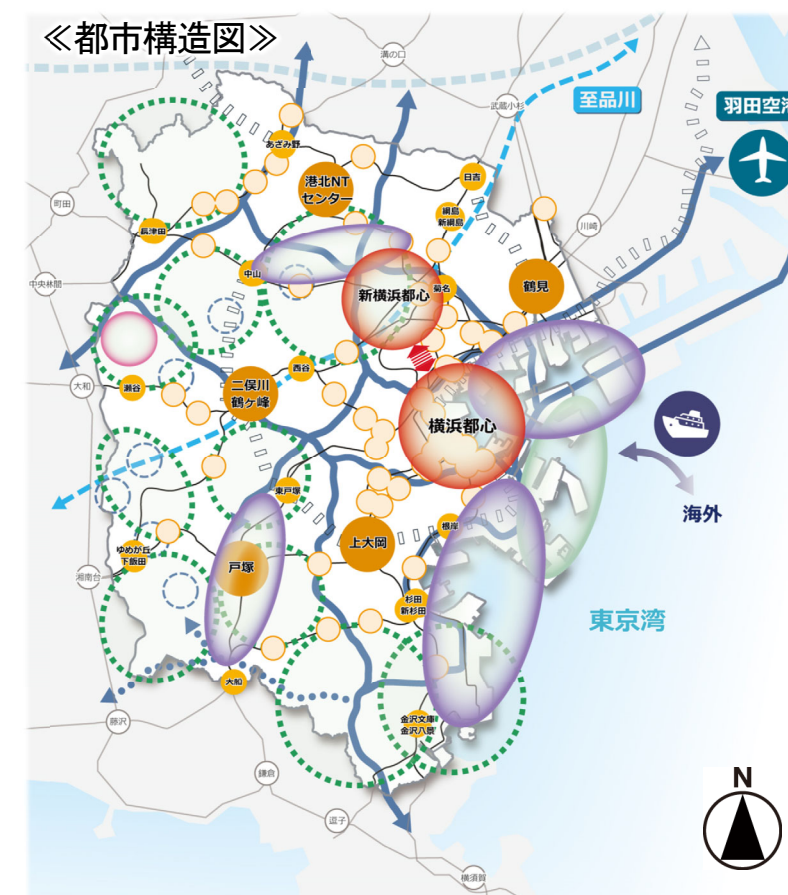 ≪都市構造図≫
溝の口
至品川
武蔵小杉
羽田空港
あざみ野
港北NT
センター
日吉
町田
綱島
新綱島
長津田
川崎
中央林間
中山
新横浜都心
菊名
鶴見
大和
瀬谷
二俣川
鶴ヶ峰
西谷
横浜都心
海外
東戸塚
根岸
ゆめが丘
下飯田
上大岡
湘南台
戸塚
杉田
新杉田
東京湾
大船
藤沢
金沢文庫
金沢八景
鎌倉
逗子
横須賀
N